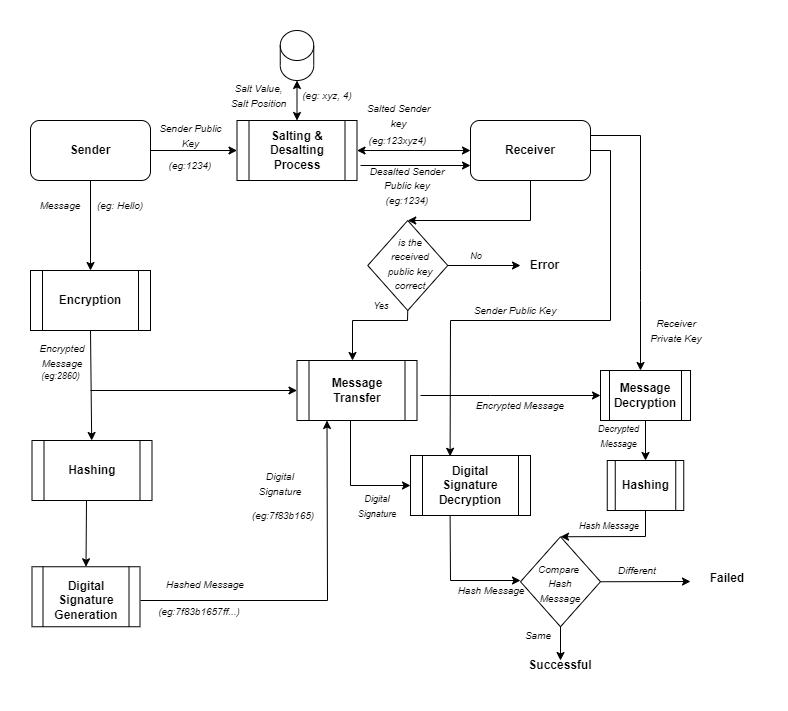 Salt Value,
Salt Position
(eg: xyz, 4)
Sender
Sender Public
Key
(eg:1234)
Salting &
Desalting
Process
Salted Sender
key
(eg:123xyz4)
Desalted Sender
Public key
(eg:1234)
Receiver
Message
(eg: Hello)
is the
received
public key
correct
No
Error
Yes
Encryption
Sender Public Key
Receiver
Private Key
Encrypted
Message
(eg:2860)
Message
Transfer
Encrypted Message
Message
Decryption
Decrypted
Message
Hashing
Digital
Signature
(eg:7f83b165)
Digital
Signature
Digital
Signature
Decryption
Hashing
Hash Message
Digital
Signature
Generation
Hashed Message
(eg:7f83b1657ff...)
Hash Message
Compare
Hash
Message
Different
Failed
Same
Successful